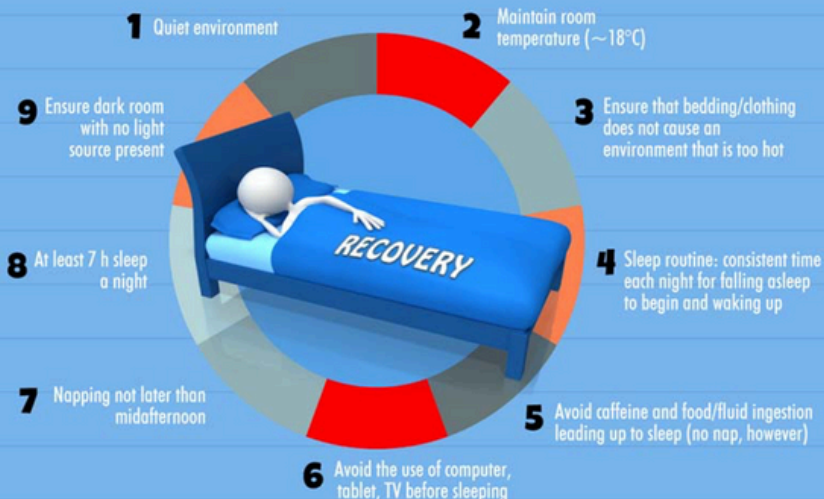 1 Quiet environment
2 Maintain room
temperature (~18°C)
3 Ensure that bedding/clothing
does not cause an
environment that is too hot
4 Sleep routine: consistent time
each night for falling asleep
to begin and waking up
5 Avoid caffeine and food/fluid ingestion
leading up to sleep (no nap, however)
6 Avoid the use of computer,
tablet, TV before sleeping
7 Napping not later than
midafternoon
8 At least 7 h sleep
a night
9 Ensure dark room
with no light
source present
RECOVERY